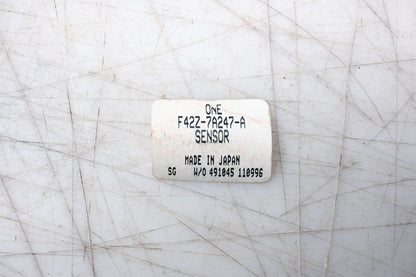 ONE
F42Z-7A247-A
SENSOR
MADE IN JAPAN
SG W/O 491045 110996